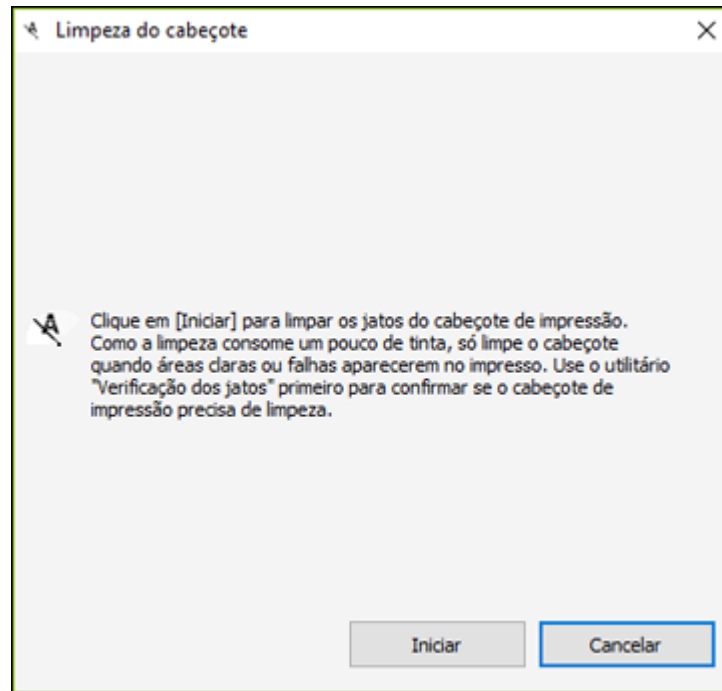 Limpeza do cabeçote
Clique em [Iniciar] para limpar os jatos do cabeçote de impressão.
Como a limpeza consome um pouco de tinta, só limpe o cabeçote
quando áreas claras ou falhas aparecerem no impresso. Use o utilitário
"Verificação dos jatos" primeiro para confirmar se o cabeçote de
impressão precisa de limpeza.
Iniciar
Cancelar